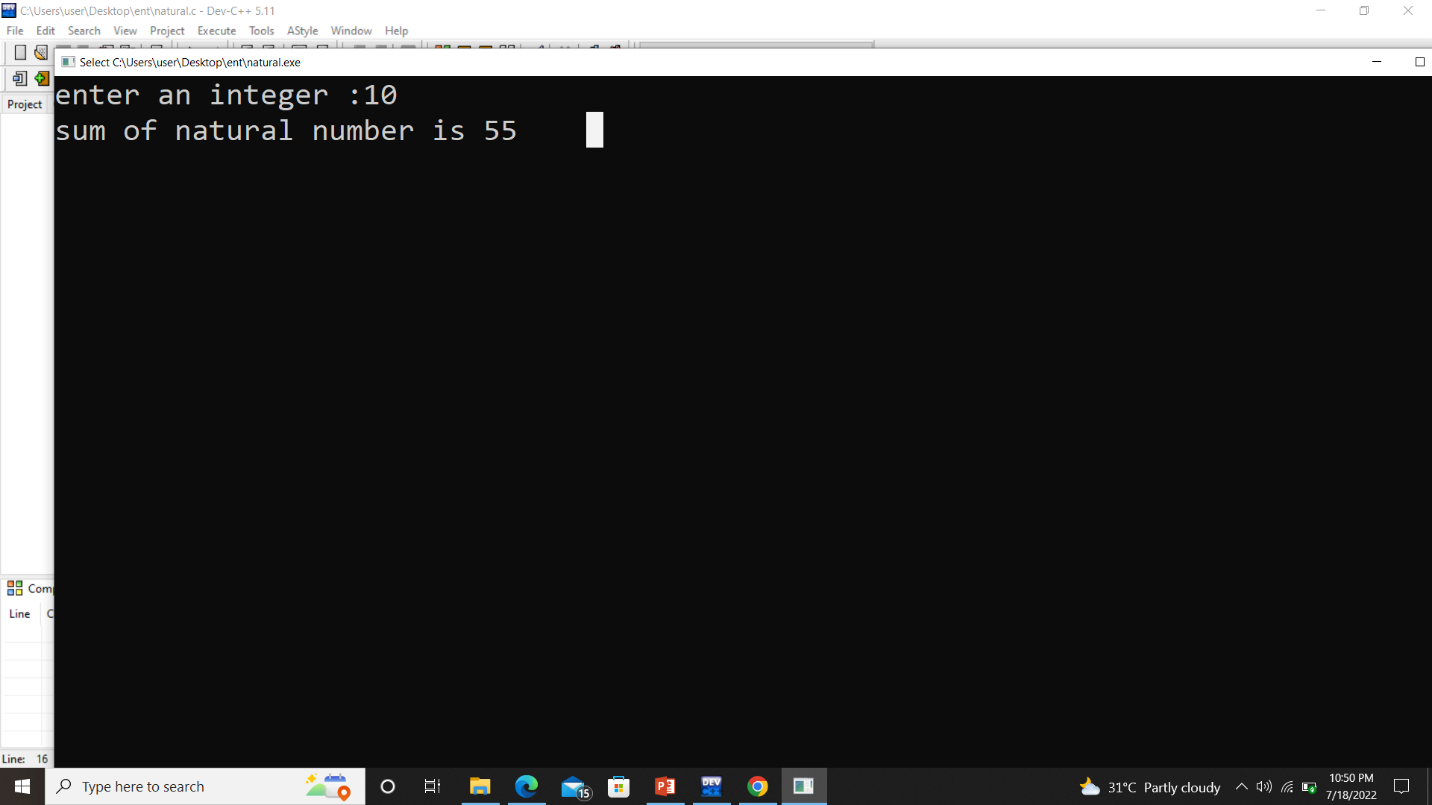 C:\Users\user\Desktop\ent\natural.c - Dev-C++ 5.11
File Edit Search View Project Execute Tools AStyle Window Help
Select C:\Users\user\Desktop\ent\natural.exe
Project
enter an integer :10
sum of natural number is 55
Line
Line: 16
Type here to search
15
DEV
31°C Partly cloudy
10:50 PM
7/18/2022